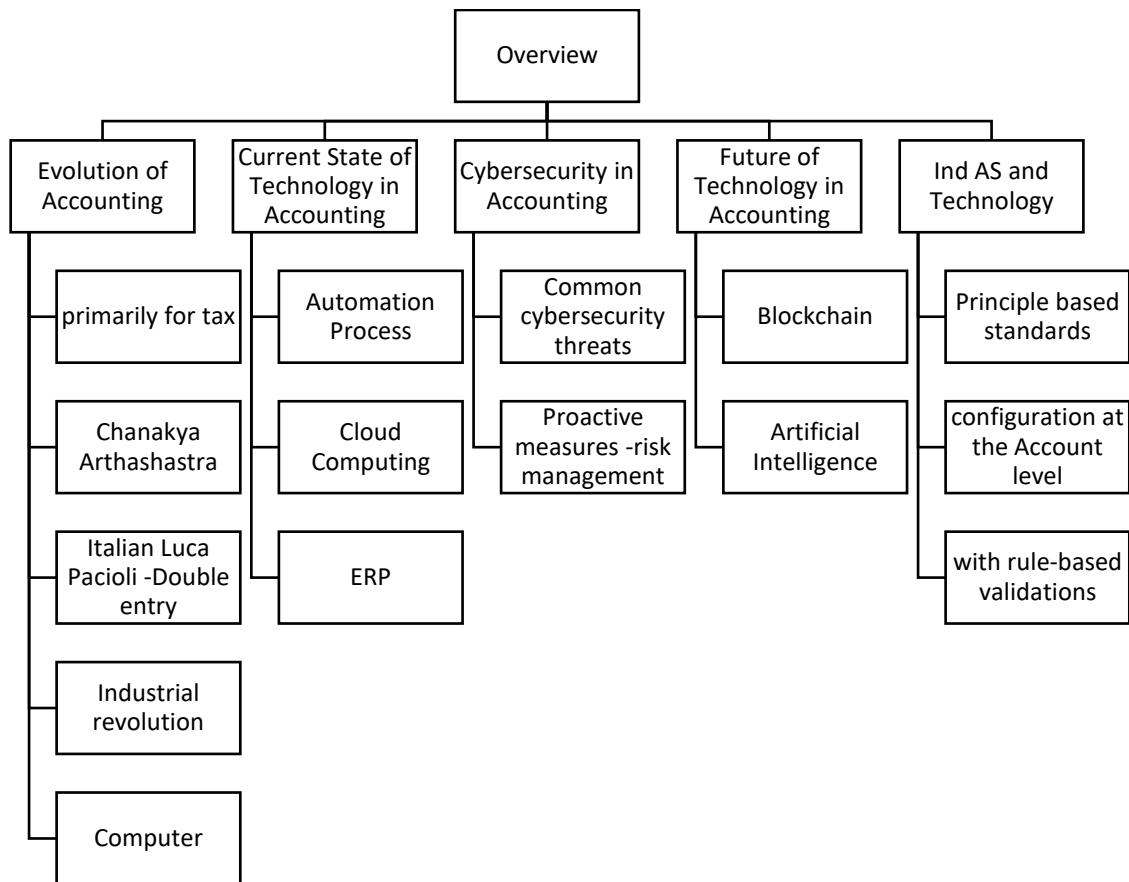 Overview
Evolution of
Accounting
primarily for tax
Chanakya
Arthashastra
Italian Luca
Pacioli -Double
entry
Industrial
revolution
Computer
Current State of
Technology in
Accounting
Automation
Process
Cloud
Computing
ERP
Cybersecurity in
Accounting
Common
cybersecurity
threats
Proactive
measures -risk
management
Future of
Technology in
Accounting
Blockchain
Artificial
Intelligence
Ind AS and
Technology
Principle based
standards
configuration at
the Account
level
with rule-based
validations